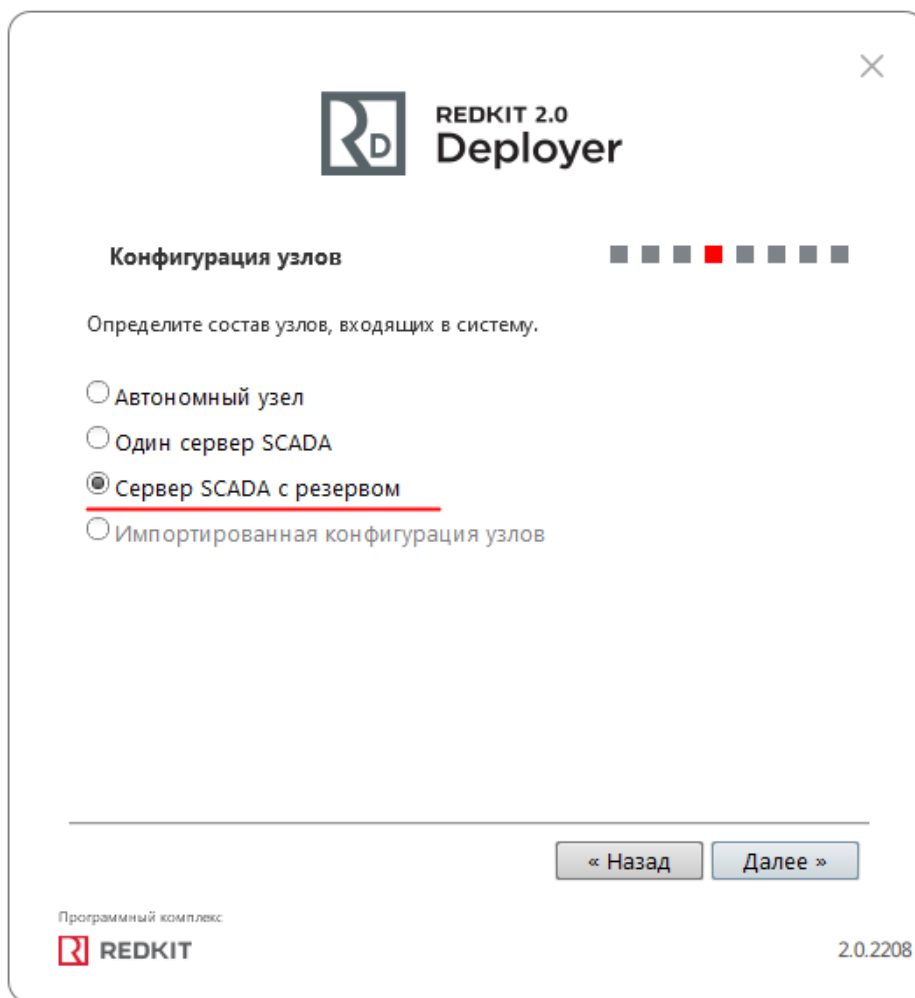 RD
REDKIT 2.0
Deployer
Конфигурация узлов
Определите состав узлов, входящих в систему.
Автономный узел
Один сервер SCADA
Сервер SCADA с резервом
Импортированная конфигурация узлов
« Назад
Далее »
Программный комплекс
REDKIT
2.0.2208